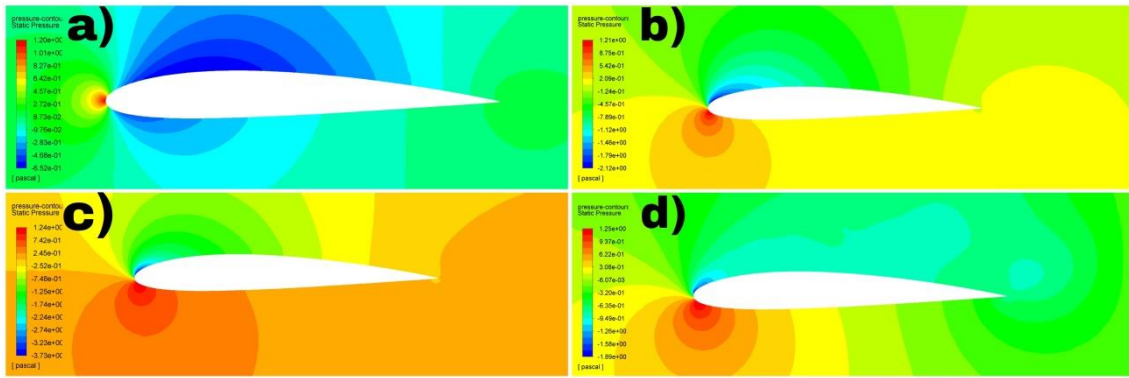 a)
pressure-contour
Static Pressure
1.20e+00
1.01e+00
8.27e-01
6.42e-01
4.57e-01
2.72e-01
8.73e-02
-9.76e-02
-2.83e-01
-4.68e-01
-6.52e-01
[ pascal ]
b)
pressure-contour
Static Pressure
1.21e+00
8.75e-01
5.42e-01
2.09e-01
-1.24e-01
-4.57e-01
-7.89e-01
-1.12e+00
-1.46e+00
-1.79e+00
-2.12e+00
[ pascal ]
c)
pressure-contour
Static Pressure
1.24e+00
7.42e-01
2.45e-01
-2.52e-01
-7.48e-01
-1.25e+00
-1.74e+00
-2.24e+00
-2.74e+00
-3.23e+00
-3.73e+00
[ pascal ]
d)
pressure-contour
Static Pressure
1.25e+00
9.37e-01
6.22e-01
3.08e-01
-6.07e-03
-3.20e-01
-6.35e-01
-9.49e-01
-1.26e+00
-1.58e+00
-1.89e+00
[ pascal ]